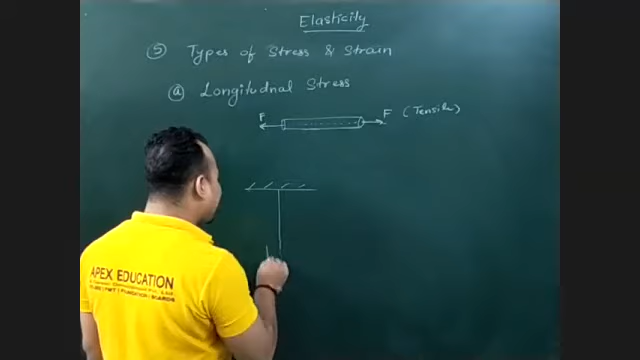 Elasticity
⑤ Types of Stress & Strain
ⓐ Longitudnal Stress
F F (Tensile)
APEX EDUCATION